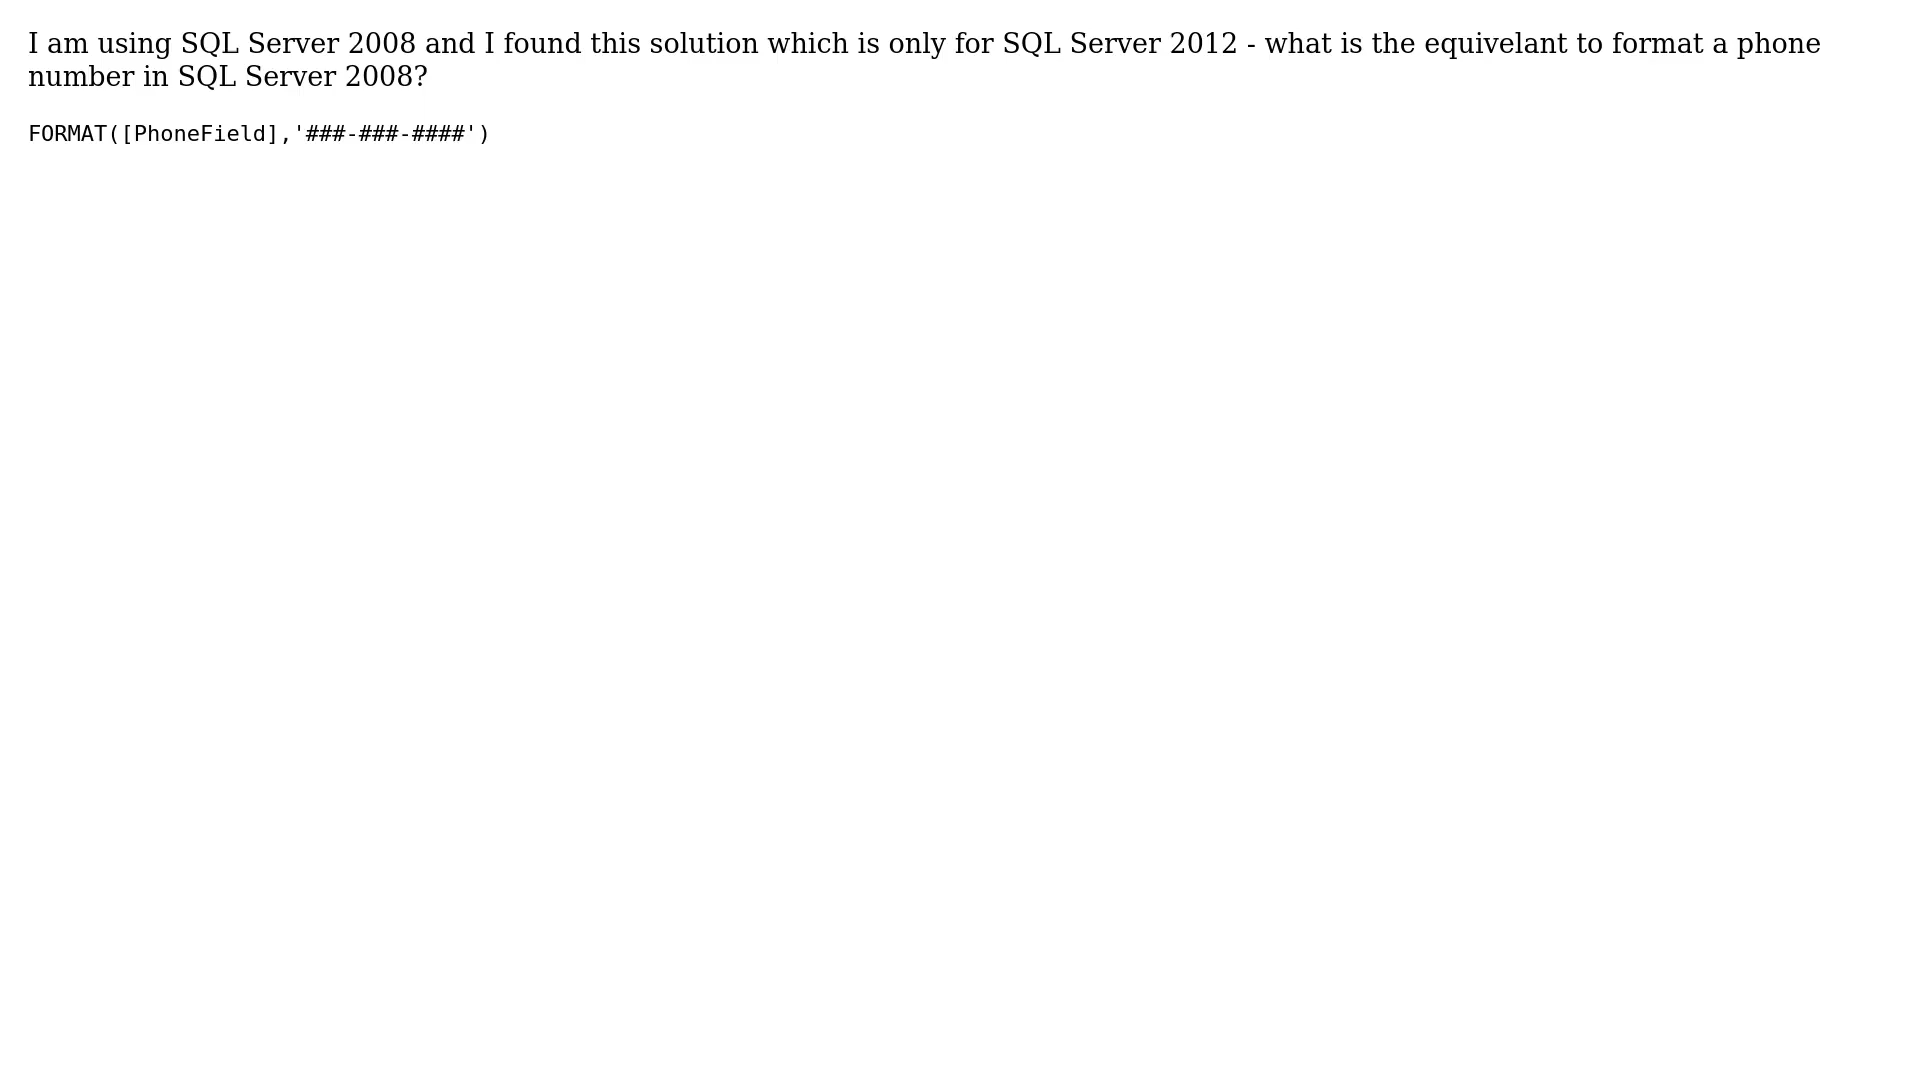 I am using SQL Server 2008 and I found this solution which is only for SQL Server 2012 - what is the equivelant to format a phone
number in SQL Server 2008?
FORMAT([PhoneField],'###-###-####')